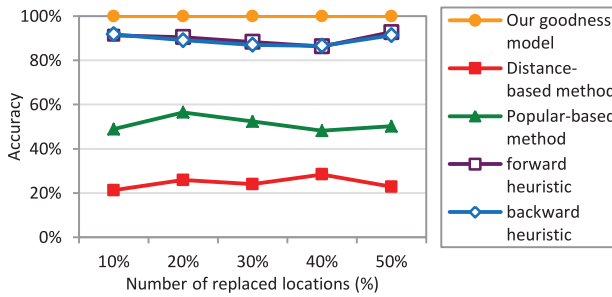 100%
80%
60%
40%
20%
0%
Accuracy
10% 20% 30% 40% 50%
Number of replaced locations (%)
Our goodness
model
Distance-
based method
Popular-based
method
forward
heuristic
backward
heuristic